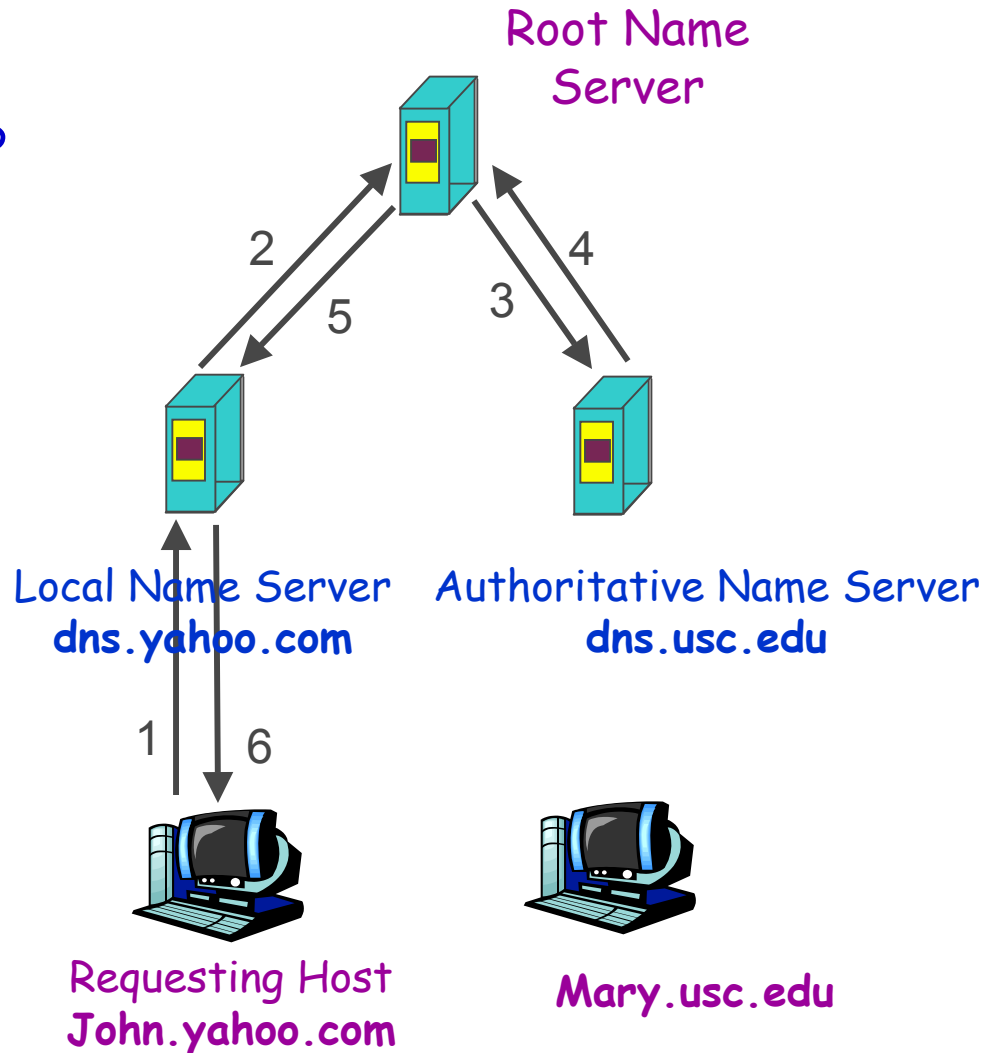 Root Name
Server
2
5
3
4
Local Name Server
dns.yahoo.com
Authoritative Name Server
dns.usc.edu
1
6
Requesting Host
John.yahoo.com
Mary.usc.edu